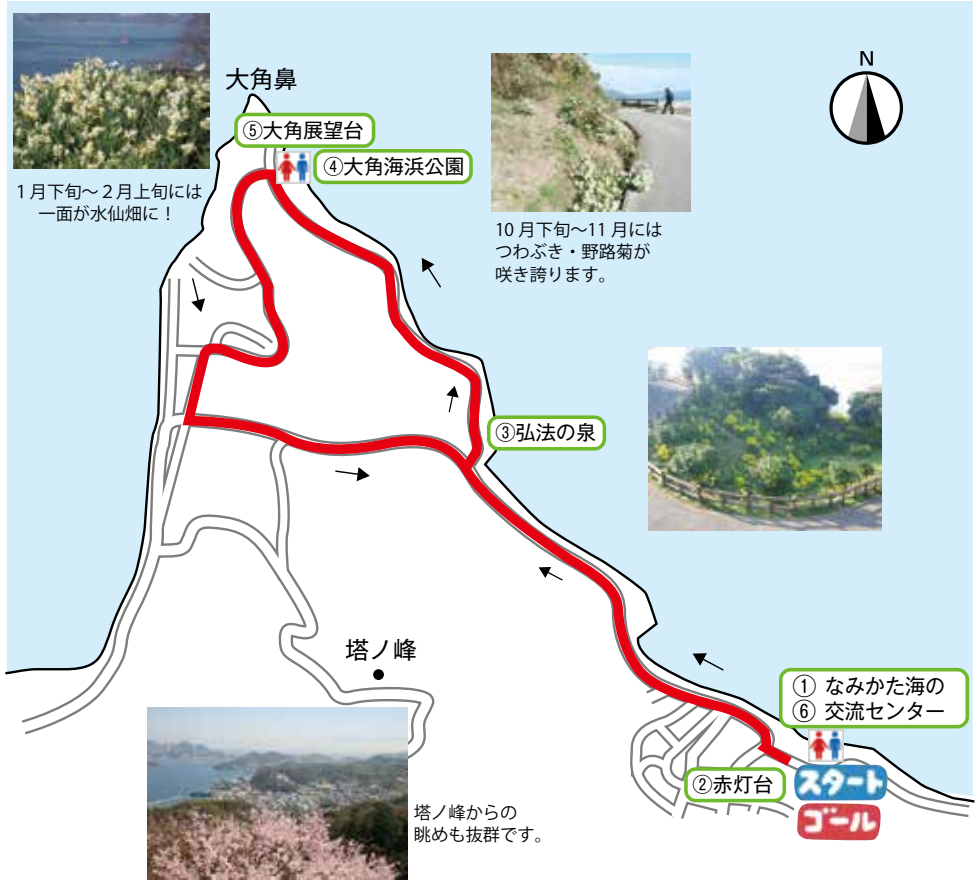 大角鼻
N
⑤大角展望台
④大角海浜公園
1月下旬～2月上旬には
一面が水仙畑に！
10月下旬～11月には
つわぶき・野路菊が
咲き誇ります。
③弘法の泉
塔ノ峰
① なみかた海の
⑥ 交流センター
②赤灯台
スタート
ゴール
塔ノ峰からの
眺めも抜群です。